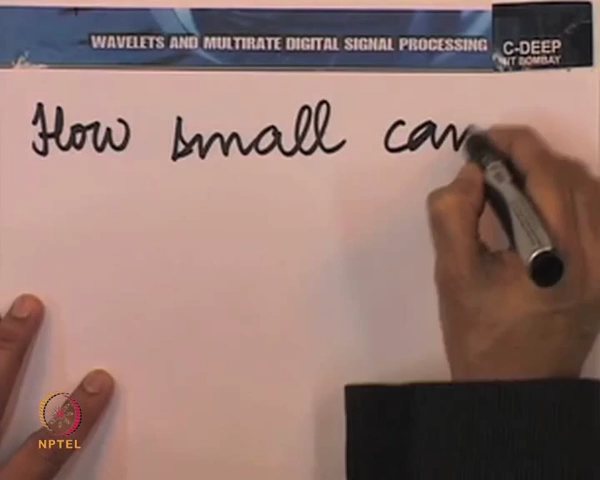 WAVELETS AND MULTIRATE DIGITAL SIGNAL PROCESSING
C-DEEP
IIT BOMBAY
How small can
NPTEL